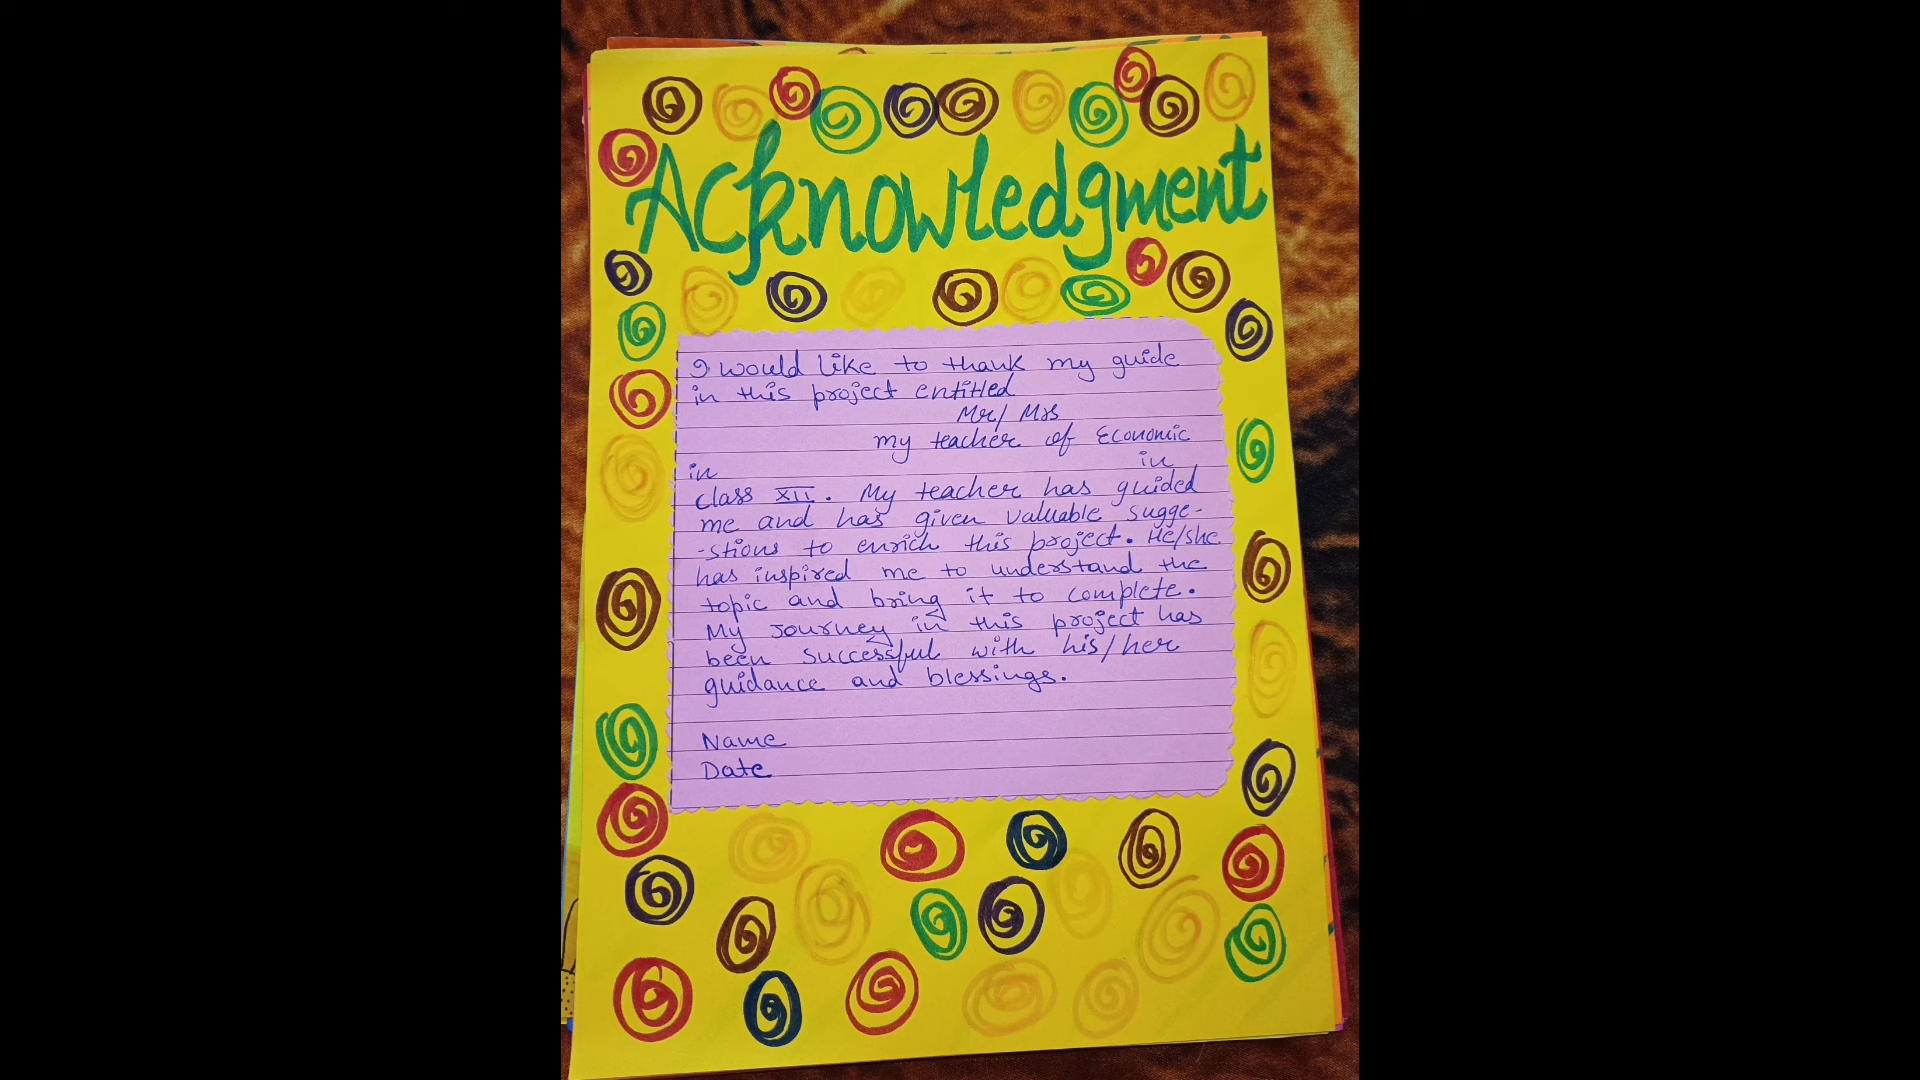 Acknowledgment
I would like to thank my guide
in this project entitled
Mr/ Mrs
my teacher of Economic
in in
class XII. My teacher has guided
me and has given valuable sugge-
-stions to enrich this project. He/she
has inspired me to understand the
topic and bring it to complete.
My journey in this project has
been successful with his/her
guidance and blessings.
Name
Date